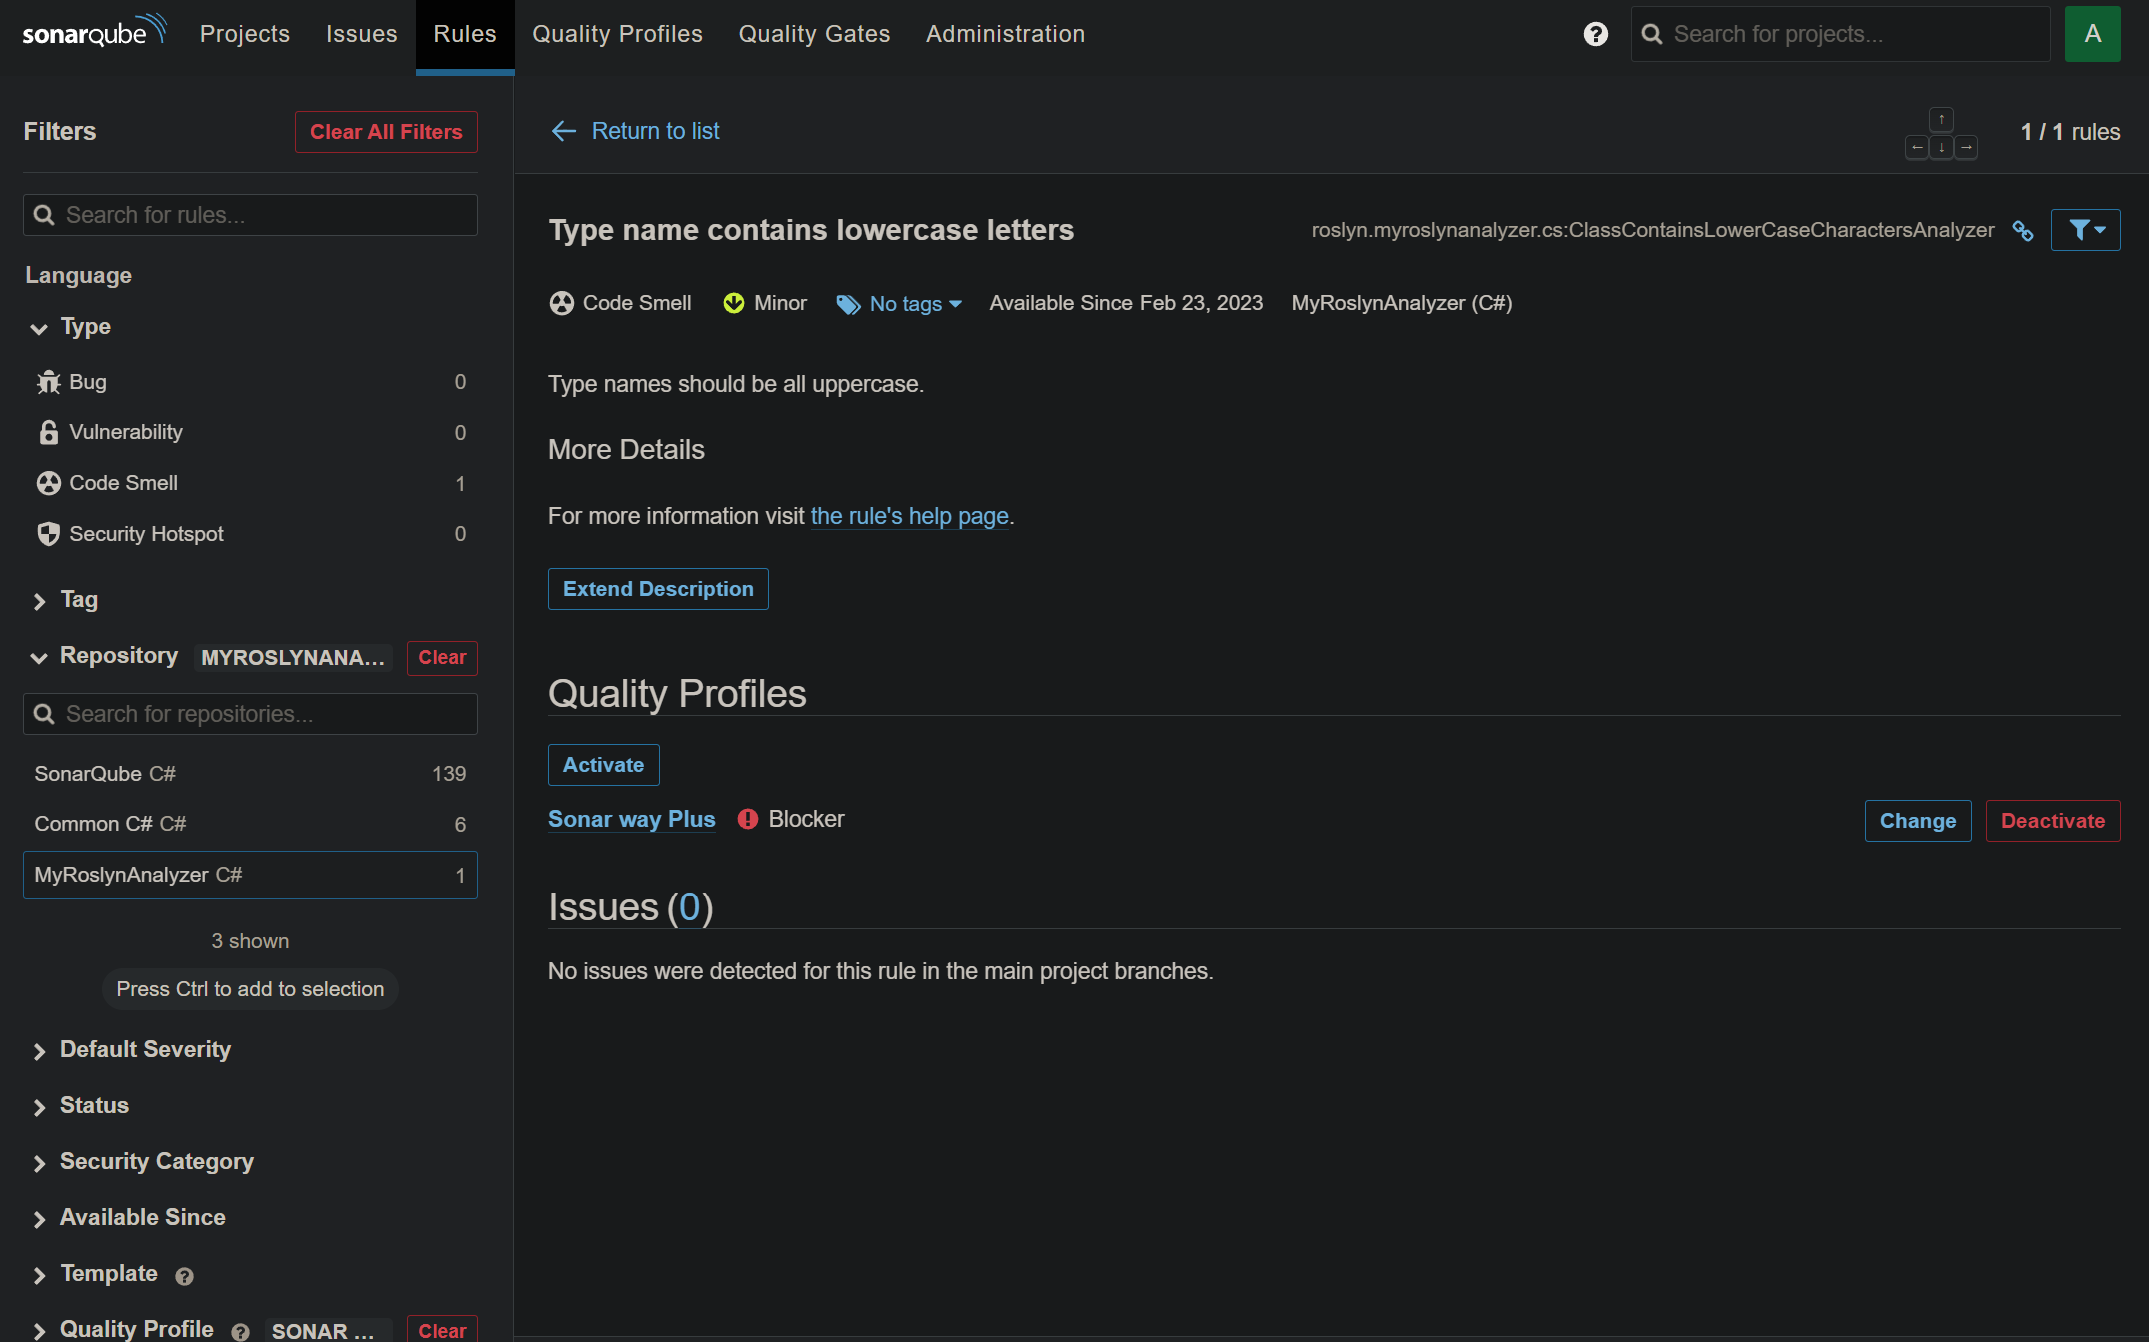 sonarqube
Projects
Issues
Rules
Quality Profiles
Quality Gates
Administration
?
Search for projects...
A
Filters
Clear All Filters
Search for rules...
Language
Type
Bug 0
Vulnerability 0
Code Smell 1
Security Hotspot 0
Tag
Repository MYROSLYNANA... Clear
Search for repositories...
SonarQube C# 139
Common C# C# 6
MyRoslynAnalyzer C# 1
3 shown
Press Ctrl to add to selection
Default Severity
Status
Security Category
Available Since
Template ?
Quality Profile ? SONAR ... Clear
← Return to list
↑
← ↓ →
1 / 1 rules
Type name contains lowercase letters
roslyn.myroslynanalyzer.cs:ClassContainsLowerCaseCharactersAnalyzer
Code Smell Minor No tags Available Since Feb 23, 2023 MyRoslynAnalyzer (C#)
Type names should be all uppercase.
More Details
For more information visit the rule's help page.
Extend Description
Quality Profiles
Activate
Sonar way Plus ! Blocker Change Deactivate
Issues (0)
No issues were detected for this rule in the main project branches.